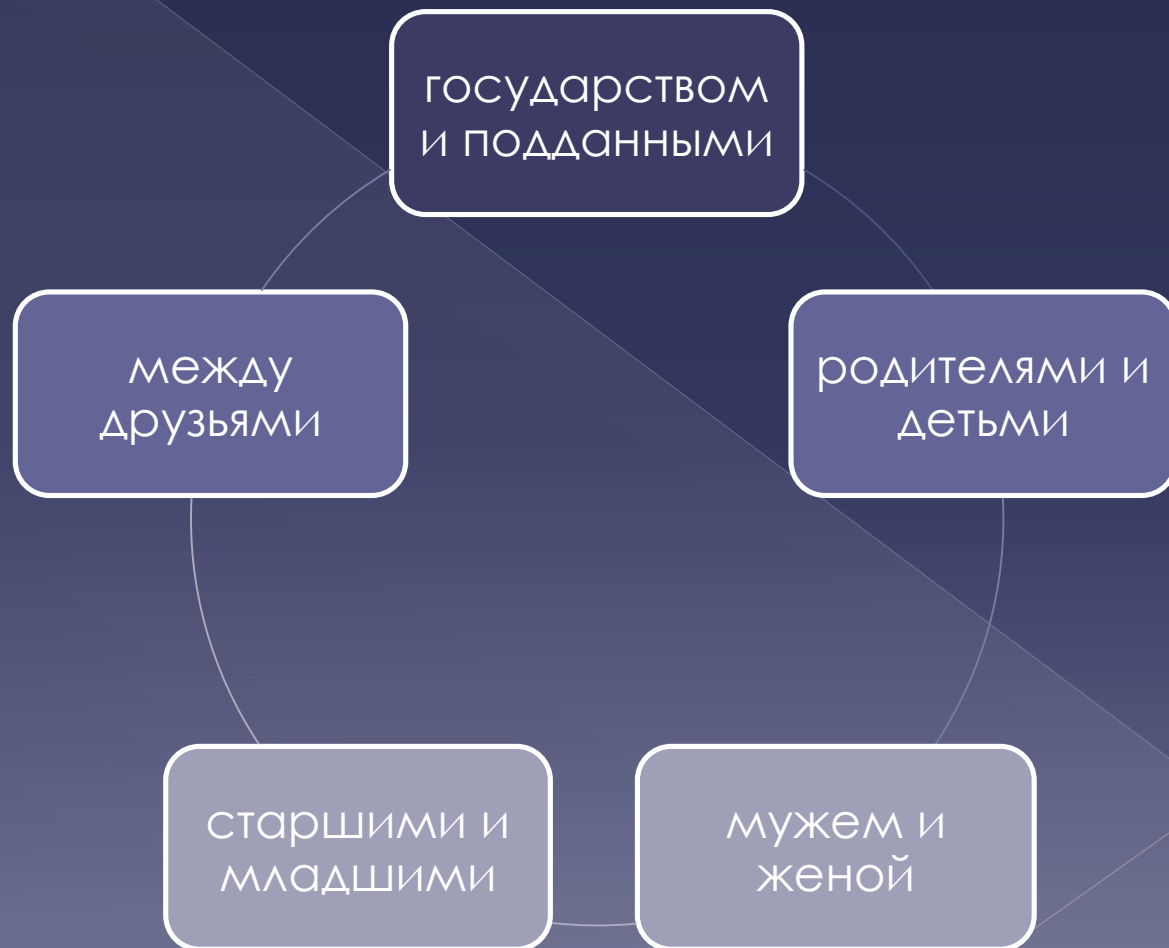 государством
и подданными
между
друзьями
родителями и
детьми
старшими и
младшими
мужем и
женой